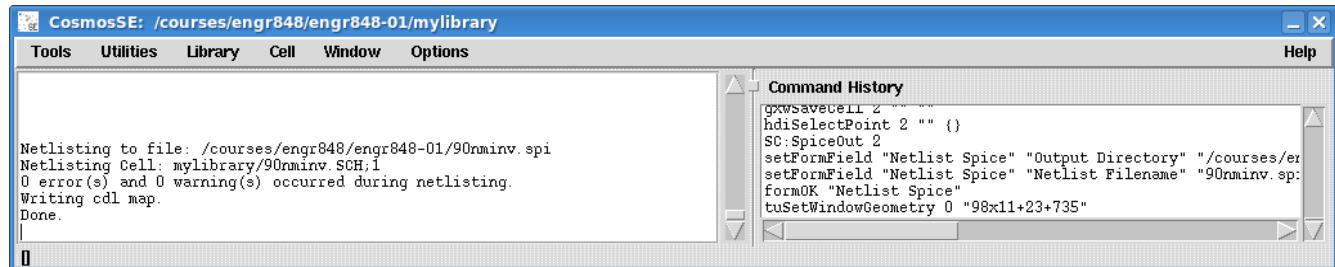 CosmosSE: /courses/engr848/engr848-01/mylibrary
Tools Utilities Library Cell Window Options Help
Netlisting to file: /courses/engr848/engr848-01/90nminv.spi
Netlisting Cell: mylibrary/90nminv.SCH;1
0 error(s) and 0 warning(s) occurred during netlisting.
Writing cdl map.
Done.
[]
Command History
gxwSaveCell 2 "" ""
hdiSelectPoint 2 "" {}
SC:SpiceOut 2
setFormField "Netlist Spice" "Output Directory" "/courses/er
setFormField "Netlist Spice" "Netlist Filename" "90nminv.sp:
formOK "Netlist Spice"
tuSetWindowGeometry 0 "98x11+23+735"